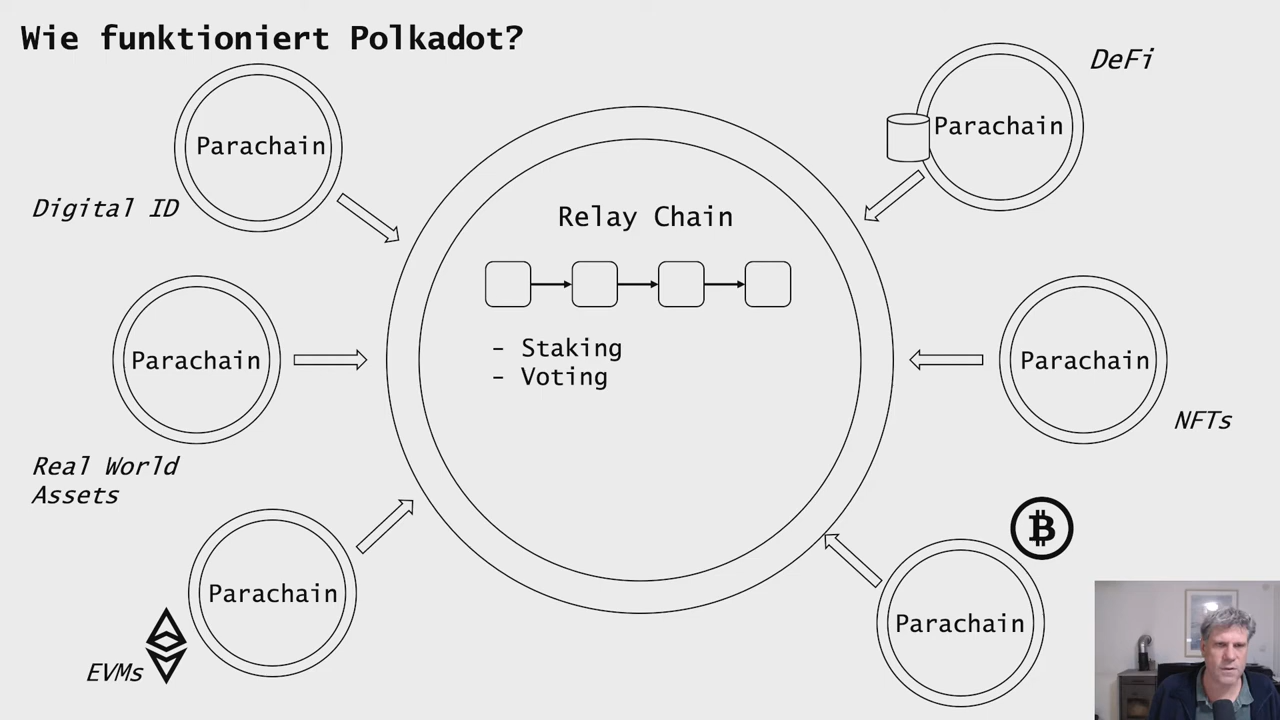 Wie funktioniert Polkadot?
DeFi
Parachain
Parachain
Digital ID
Relay Chain
- Staking
- Voting
Parachain
Parachain
NFTs
Real World
Assets
Parachain
EVMs
Parachain